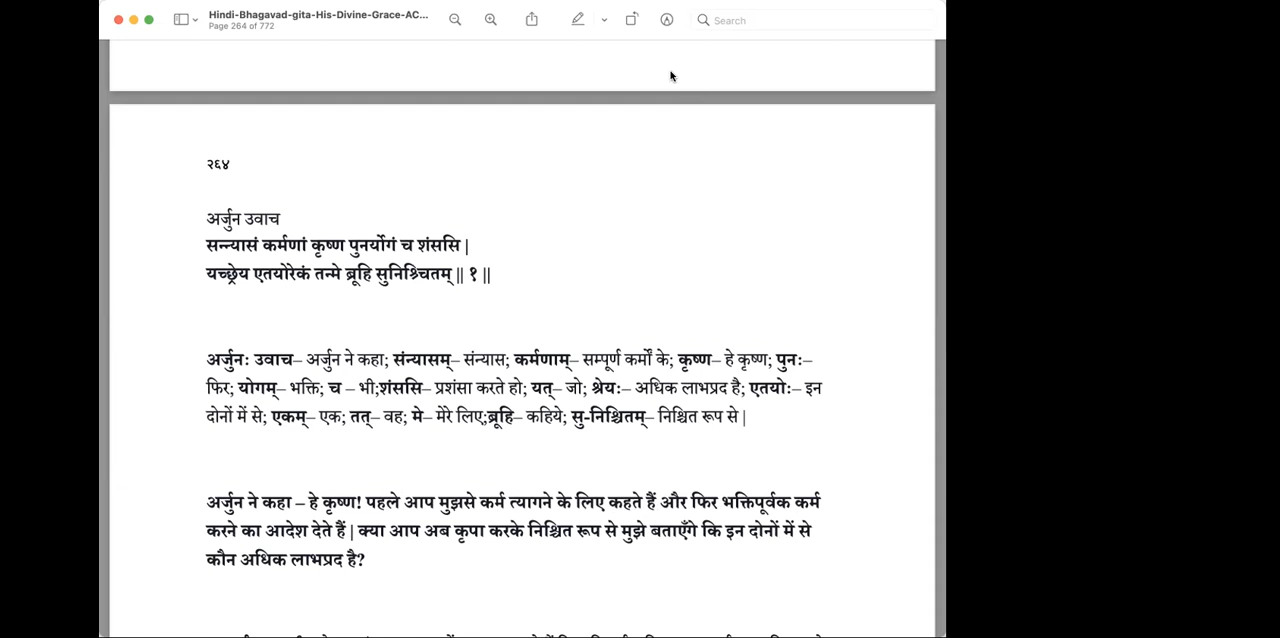 Hindi-Bhagavad-gita-His-Divine-Grace-AC...
Page 264 of 772
Search
२६४
अर्जुन उवाच
सन्न्यासं कर्मणां कृष्ण पुनर्योगं च शंससि |
यच्छ्रेय एतयोरेकं तन्मे ब्रूहि सुनिश्र्चितम् || १ ||
अर्जुनः उवाच– अर्जुन ने कहा; संन्यासम्– संन्यास; कर्मणाम्– सम्पूर्ण कर्मों के; कृष्ण– हे कृष्ण; पुनः–
फिर; योगम्– भक्ति; च – भी;शंससि– प्रशंसा करते हो; यत्– जो; श्रेयः– अधिक लाभप्रद है; एतयोः– इन
दोनों में से; एकम्– एक; तत्– वह; मे– मेरे लिए;ब्रूहि– कहिये; सु-निश्चितम्– निश्चित रूप से |
अर्जुन ने कहा – हे कृष्ण! पहले आप मुझसे कर्म त्यागने के लिए कहते हैं और फिर भक्तिपूर्वक कर्म
करने का आदेश देते हैं | क्या आप अब कृपा करके निश्चित रूप से मुझे बताएँगे कि इन दोनों में से
कौन अधिक लाभप्रद है?